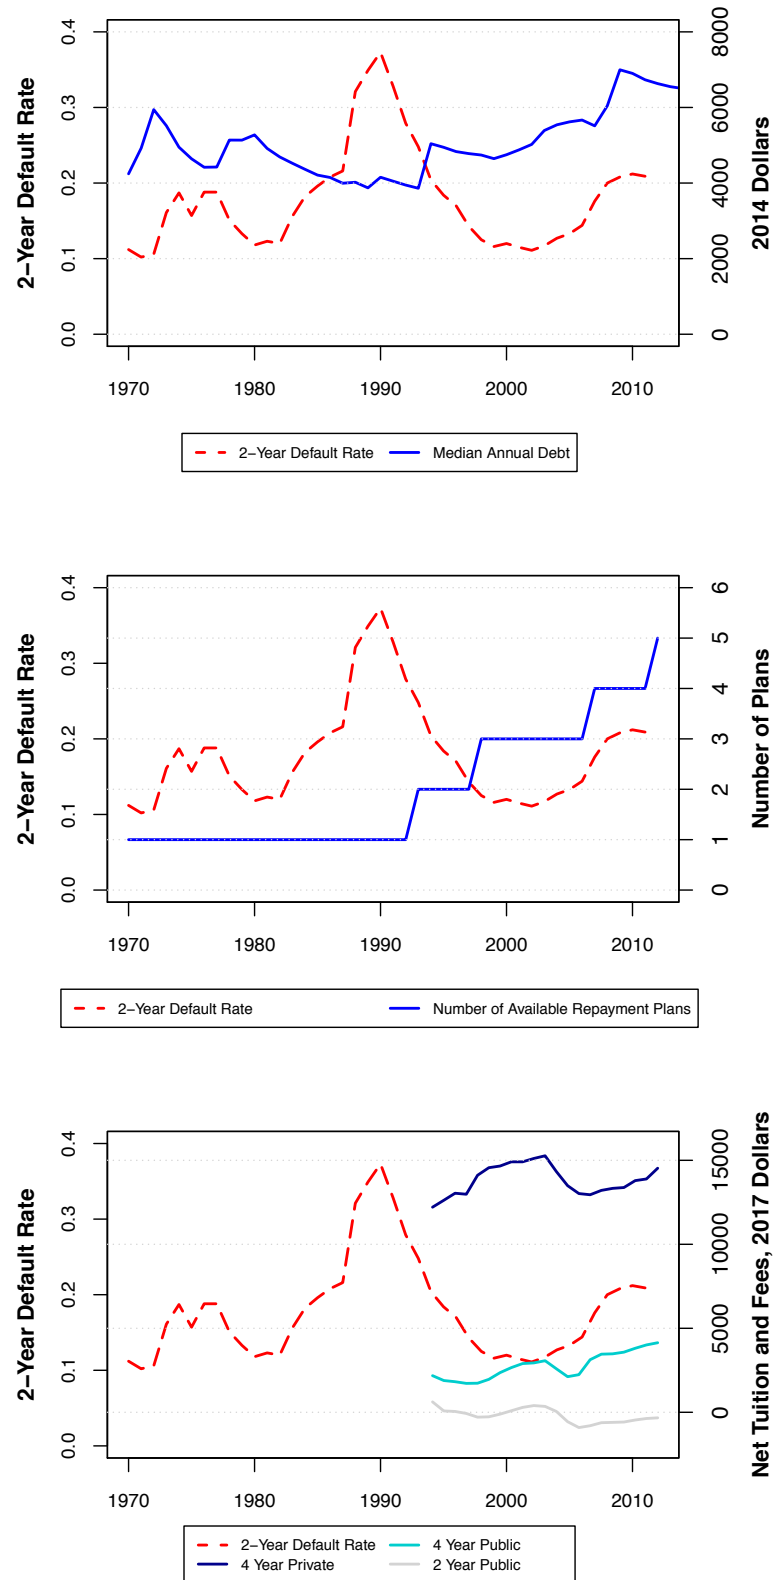 2−Year Default Rate
0.4
0.3
0.2
0.1
0.0
8000
6000
4000
2000
0
2014 Dollars
1970 1980 1990 2000 2010
2−Year Default Rate Median Annual Debt
2−Year Default Rate
0.4
0.3
0.2
0.1
0.0
6
5
4
3
2
1
0
Number of Plans
1970 1980 1990 2000 2010
2−Year Default Rate Number of Available Repayment Plans
2−Year Default Rate
0.4
0.3
0.2
0.1
0.0
15000
10000
5000
0
Net Tuition and Fees, 2017 Dollars
1970 1980 1990 2000 2010
2−Year Default Rate 4 Year Public
4 Year Private 2 Year Public